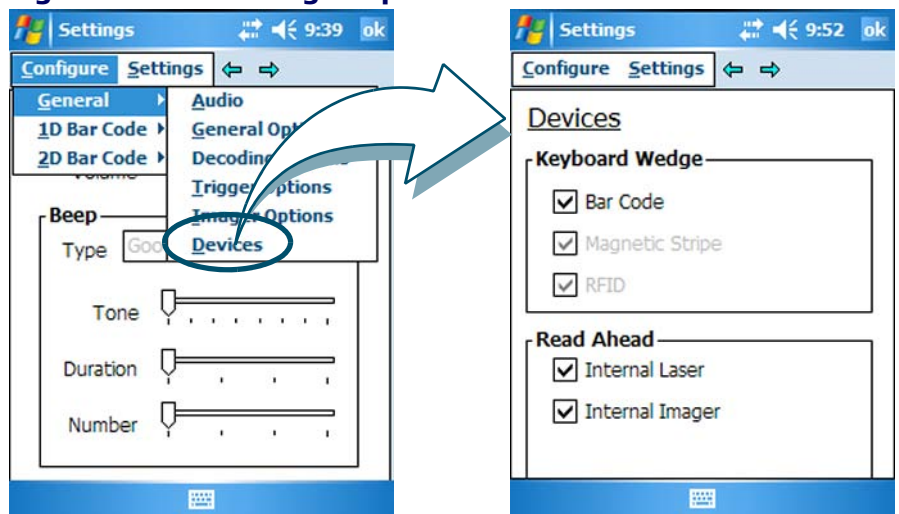 Settings 9:39 ok
Configure Settings
General
1D Bar Code
2D Bar Code
Audio
General Opt
Decoding
Trigger Options
Imager Options
Devices
Volume
Beep
Type Goo
Tone
Duration
Number
Settings 9:52 ok
Configure Settings
Devices
Keyboard Wedge
Bar Code
Magnetic Stripe
RFID
Read Ahead
Internal Laser
Internal Imager